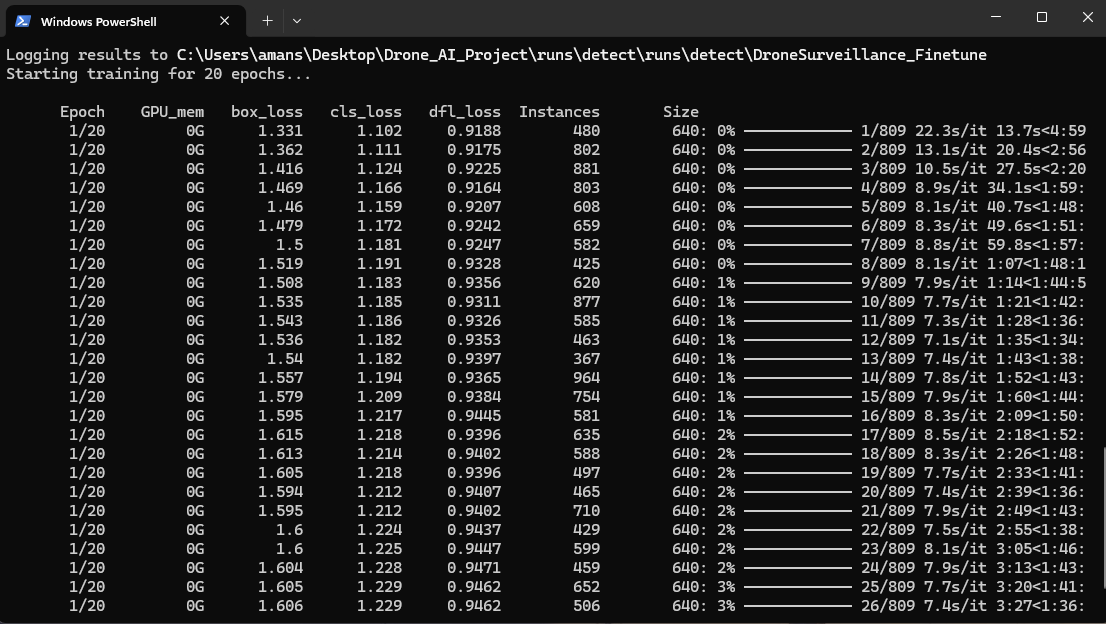 Windows PowerShell
Logging results to C:\Users\amans\Desktop\Drone_AI_Project\runs\detect\runs\detect\DroneSurveillance_Finetune
Starting training for 20 epochs...
Epoch GPU_mem box_loss cls_loss dfl_loss Instances Size
1/20 0G 1.331 1.102 0.9188 480 640: 0% 1/809 22.3s/it 13.7s<4:59
1/20 0G 1.362 1.111 0.9175 802 640: 0% 2/809 13.1s/it 20.4s<2:56
1/20 0G 1.416 1.124 0.9225 881 640: 0% 3/809 10.5s/it 27.5s<2:20
1/20 0G 1.469 1.166 0.9164 803 640: 0% 4/809 8.9s/it 34.1s<1:59:
1/20 0G 1.46 1.159 0.9207 608 640: 0% 5/809 8.1s/it 40.7s<1:48:
1/20 0G 1.479 1.172 0.9242 659 640: 0% 6/809 8.3s/it 49.6s<1:51:
1/20 0G 1.5 1.181 0.9247 582 640: 0% 7/809 8.8s/it 59.8s<1:57:
1/20 0G 1.519 1.191 0.9328 425 640: 0% 8/809 8.1s/it 1:07<1:48:1
1/20 0G 1.508 1.183 0.9356 620 640: 1% 9/809 7.9s/it 1:14<1:44:5
1/20 0G 1.535 1.185 0.9311 877 640: 1% 10/809 7.7s/it 1:21<1:42:
1/20 0G 1.543 1.186 0.9326 585 640: 1% 11/809 7.3s/it 1:28<1:36:
1/20 0G 1.536 1.182 0.9353 463 640: 1% 12/809 7.1s/it 1:35<1:34:
1/20 0G 1.54 1.182 0.9397 367 640: 1% 13/809 7.4s/it 1:43<1:38:
1/20 0G 1.557 1.194 0.9365 964 640: 1% 14/809 7.8s/it 1:52<1:43:
1/20 0G 1.579 1.209 0.9384 754 640: 1% 15/809 7.9s/it 1:60<1:44:
1/20 0G 1.595 1.217 0.9445 581 640: 1% 16/809 8.3s/it 2:09<1:50:
1/20 0G 1.615 1.218 0.9396 635 640: 2% 17/809 8.5s/it 2:18<1:52:
1/20 0G 1.613 1.214 0.9402 588 640: 2% 18/809 8.3s/it 2:26<1:48:
1/20 0G 1.605 1.218 0.9396 497 640: 2% 19/809 7.7s/it 2:33<1:41:
1/20 0G 1.594 1.212 0.9407 465 640: 2% 20/809 7.4s/it 2:39<1:36:
1/20 0G 1.595 1.212 0.9402 710 640: 2% 21/809 7.9s/it 2:49<1:43:
1/20 0G 1.6 1.224 0.9437 429 640: 2% 22/809 7.5s/it 2:55<1:38:
1/20 0G 1.6 1.225 0.9447 599 640: 2% 23/809 8.1s/it 3:05<1:46:
1/20 0G 1.604 1.228 0.9471 459 640: 2% 24/809 7.9s/it 3:13<1:43:
1/20 0G 1.605 1.229 0.9462 652 640: 3% 25/809 7.7s/it 3:20<1:41:
1/20 0G 1.606 1.229 0.9462 506 640: 3% 26/809 7.4s/it 3:27<1:36: